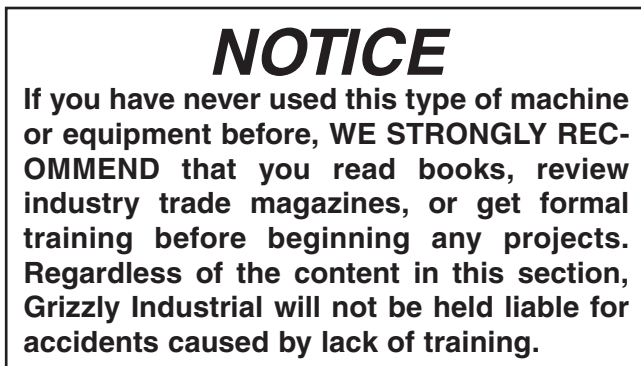 NOTICE
If you have never used this type of machine
or equipment before, WE STRONGLY REC-
OMMEND that you read books, review
industry trade magazines, or get formal
training before beginning any projects.
Regardless of the content in this section,
Grizzly Industrial will not be held liable for
accidents caused by lack of training.